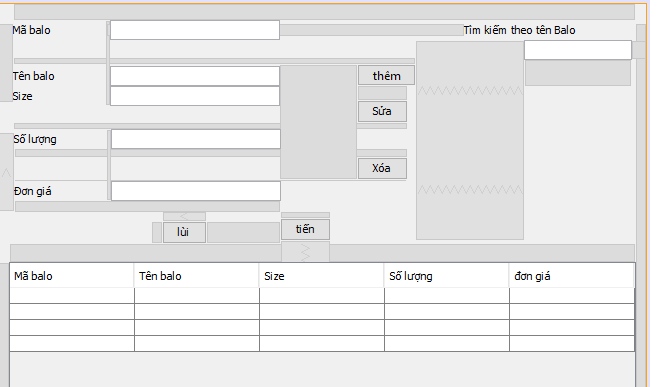 Mã balo
Tìm kiếm theo tên Balo
Tên balo
thêm
Size
Sửa
Số lượng
Xóa
Đơn giá
lùi
tiến
Mã balo Tên balo Size Số lượng đơn giá